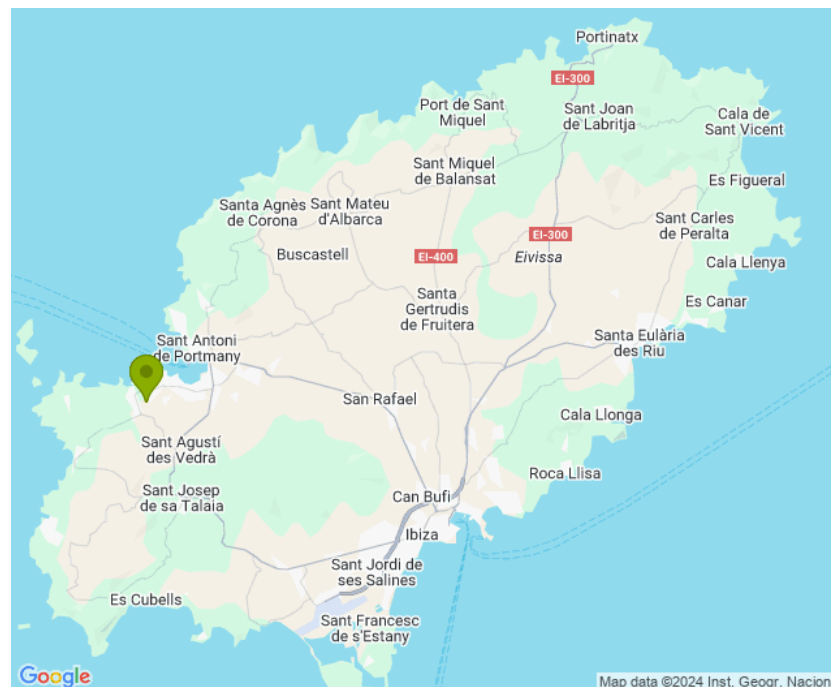 Portinatx
EI-300
Port de Sant
Miquel
Sant Joan
de Labritja
Cala de
Sant Vicent
Sant Miquel
de Balansat
Es Figueral
Santa Agnès
de Corona
Sant Mateu
d'Albarca
Sant Carles
de Peralta
EI-300
Buscastell
EI-400
Eivissa
Cala Llenya
Santa
Gertrudis
de Fruitera
Es Canar
Sant Antoni
de Portmany
Santa Eulària
des Riu
San Rafael
Cala Llonga
Sant Agustí
des Vedrà
Roca Llisa
Sant Josep
de sa Talaia
Can Bufi
Ibiza
Sant Jordi de
ses Salines
Es Cubells
Sant Francesc
de s'Estany
Google
Map data ©2024 Inst. Geogr. Nacion